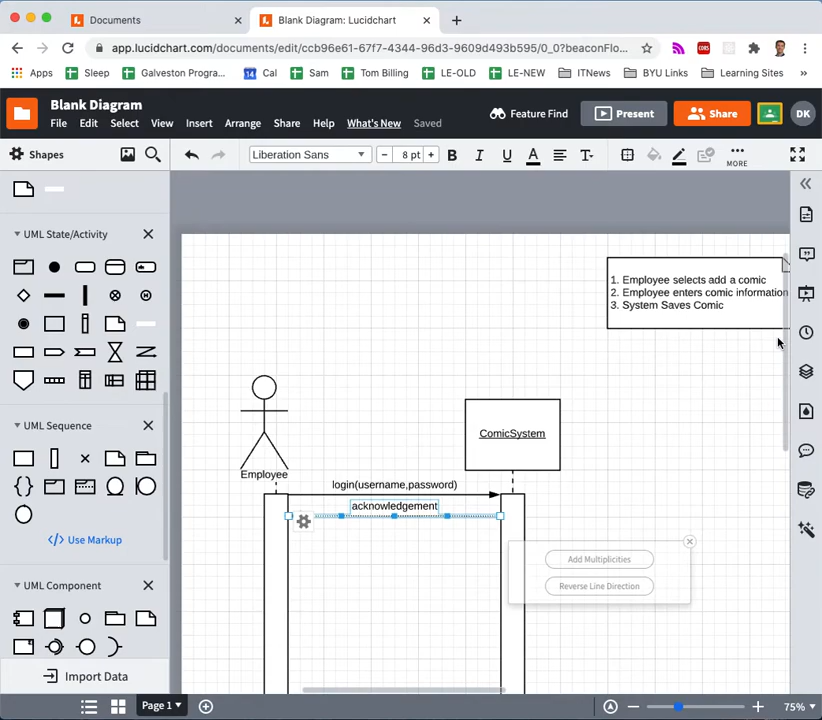 Documents
Blank Diagram: Lucidchart
app.lucidchart.com/documents/edit/ccb96e61-67f7-4344-96d3-9609d493b595/0_0?beaconFlo...
Apps
Sleep
Galveston Progra...
14
Cal
Sam
Tom Billing
LE-OLD
LE-NEW
ITNews
BYU Links
Learning Sites
»
Blank Diagram
File
Edit
Select
View
Insert
Arrange
Share
Help
What's New
Saved
Feature Find
Present
Share
DK
Shapes
Liberation Sans
8 pt
B
I
U
A
T
MORE
UML State/Activity
UML Sequence
</> Use Markup
UML Component
Import Data
1. Employee selects add a comic
2. Employee enters comic information
3. System Saves Comic
Employee
ComicSystem
login(username,password)
acknowledgement
Add Multiplicities
Reverse Line Direction
Page 1
75%